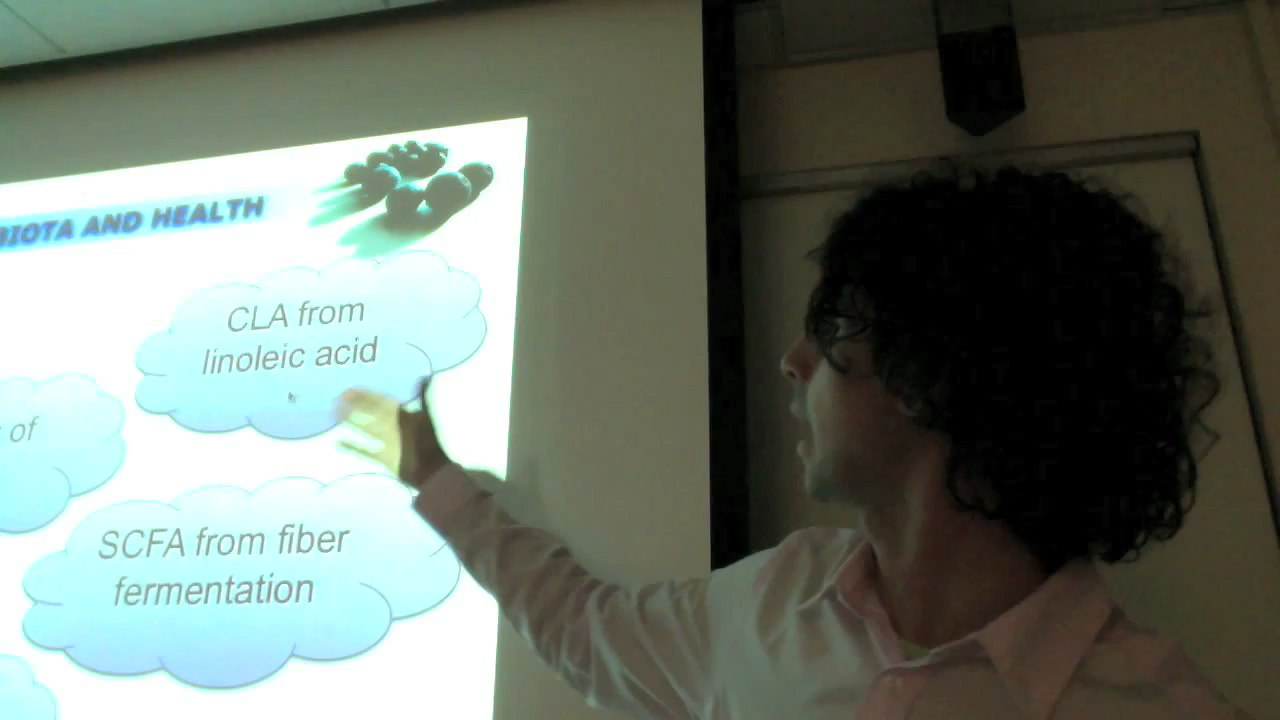 BIOTA AND HEALTH
CLA from
linoleic acid
of
SCFA from fiber
fermentation